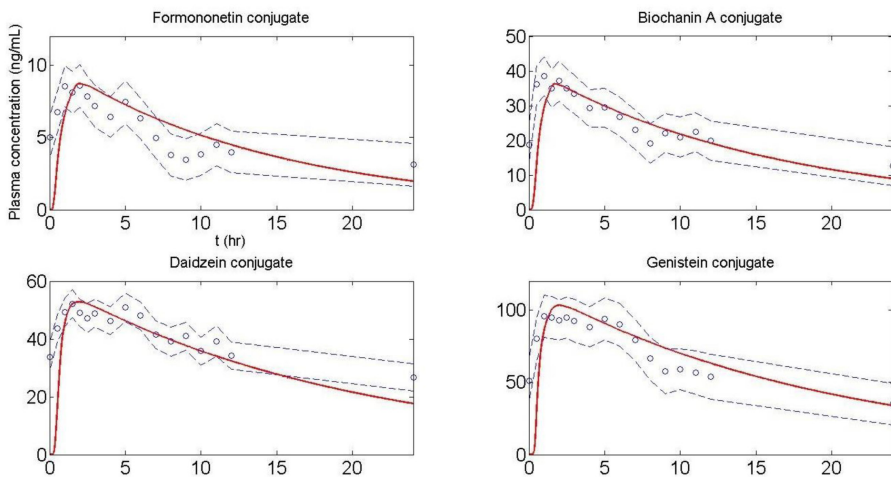 Formononetin conjugate
Biochanin A conjugate
Plasma concentration (ng/mL)
10
5
0
0 5 10 15 20
t (hr)
50
40
30
20
10
0
0 5 10 15 20
Daidzein conjugate
Genistein conjugate
60
40
20
0
0 5 10 15 20
100
50
0
0 5 10 15 20